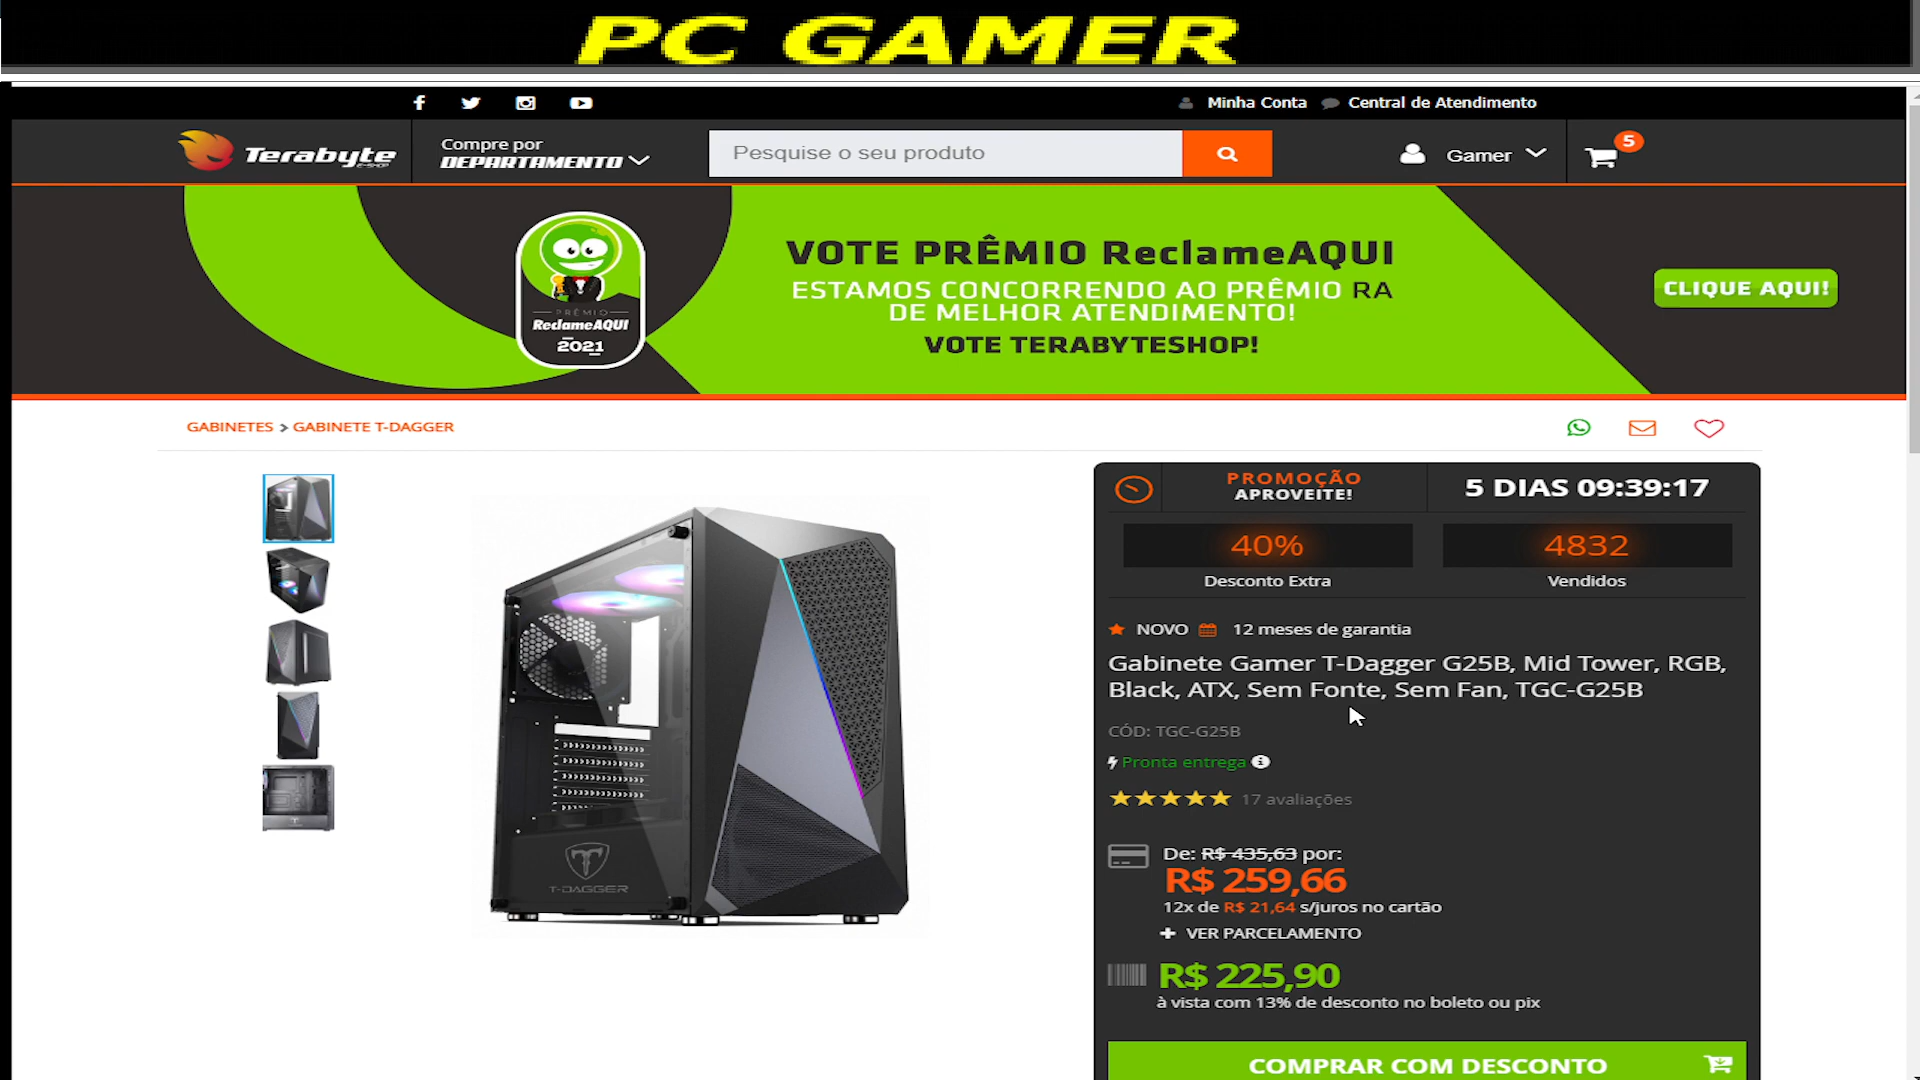 PC GAMER
Minha Conta
Central de Atendimento
Terabyte
E-SHOP
Compre por
DEPARTAMENTO
Pesquise o seu produto
Gamer
5
PRÊMIO
ReclameAQUI
2021
VOTE PRÊMIO ReclameAQUI
ESTAMOS CONCORRENDO AO PRÊMIO RA
DE MELHOR ATENDIMENTO!
VOTE TERABYTESHOP!
CLIQUE AQUI!
GABINETES > GABINETE T-DAGGER
T-DAGGER
PROMOÇÃO
APROVEITE!
5 DIAS 09:39:17
40%
Desconto Extra
4832
Vendidos
NOVO 12 meses de garantia
Gabinete Gamer T-Dagger G25B, Mid Tower, RGB,
Black, ATX, Sem Fonte, Sem Fan, TGC-G25B
CÓD: TGC-G25B
Pronta entrega
17 avaliações
De: R$ 435,63 por:
R$ 259,66
12x de R$ 21,64 s/juros no cartão
+ VER PARCELAMENTO
R$ 225,90
à vista com 13% de desconto no boleto ou pix
COMPRAR COM DESCONTO